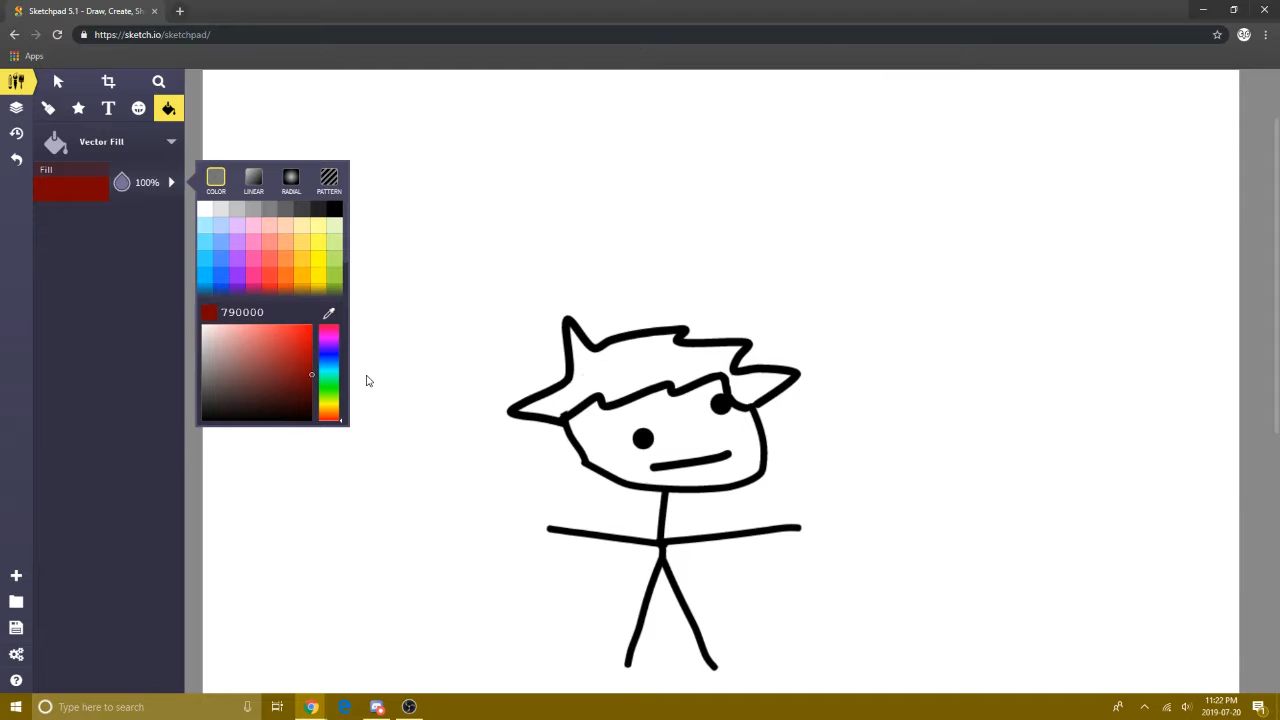 Sketchpad 5.1 - Draw, Create, Sh
https://sketch.io/sketchpad/
Apps
T
Vector Fill
Fill
100%
COLOR LINEAR RADIAL PATTERN
790000
Type here to search
11:22 PM
2019-07-20